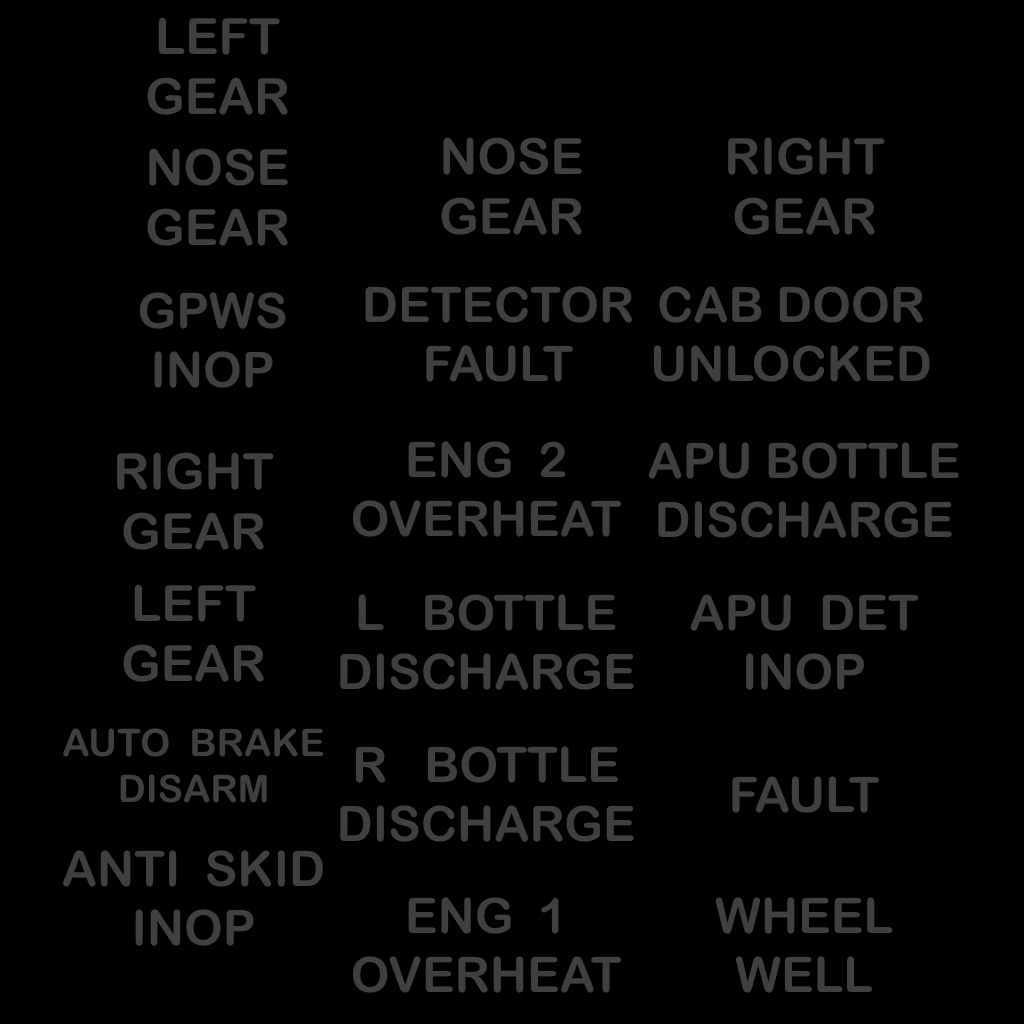 LEFT
GEAR
NOSE
GEAR
GPWS
INOP
RIGHT
GEAR
LEFT
GEAR
AUTO BRAKE
DISARM
ANTI SKID
INOP
NOSE
GEAR
DETECTOR
FAULT
ENG 2
OVERHEAT
L BOTTLE
DISCHARGE
R BOTTLE
DISCHARGE
ENG 1
OVERHEAT
RIGHT
GEAR
CAB DOOR
UNLOCKED
APU BOTTLE
DISCHARGE
APU DET
INOP
FAULT
WHEEL
WELL